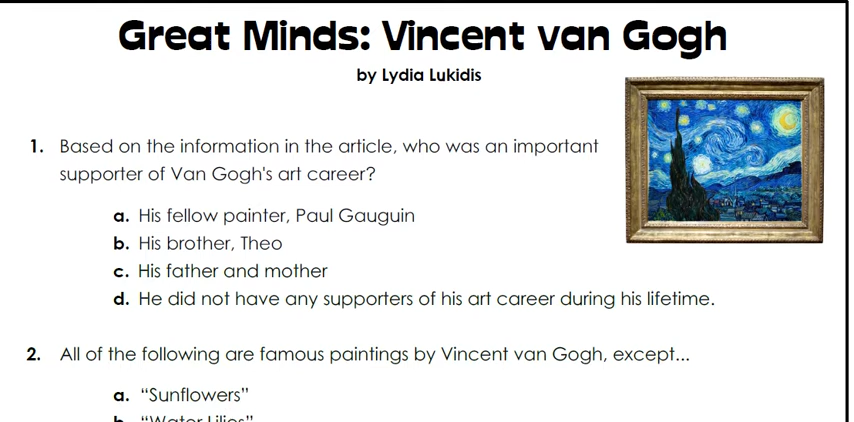 Great Minds: Vincent van Gogh
by Lydia Lukidis
1. Based on the information in the article, who was an important
supporter of Van Gogh's art career?
a. His fellow painter, Paul Gauguin
b. His brother, Theo
c. His father and mother
d. He did not have any supporters of his art career during his lifetime.
2. All of the following are famous paintings by Vincent van Gogh, except...
a. “Sunflowers”
b. “Water Lilies”